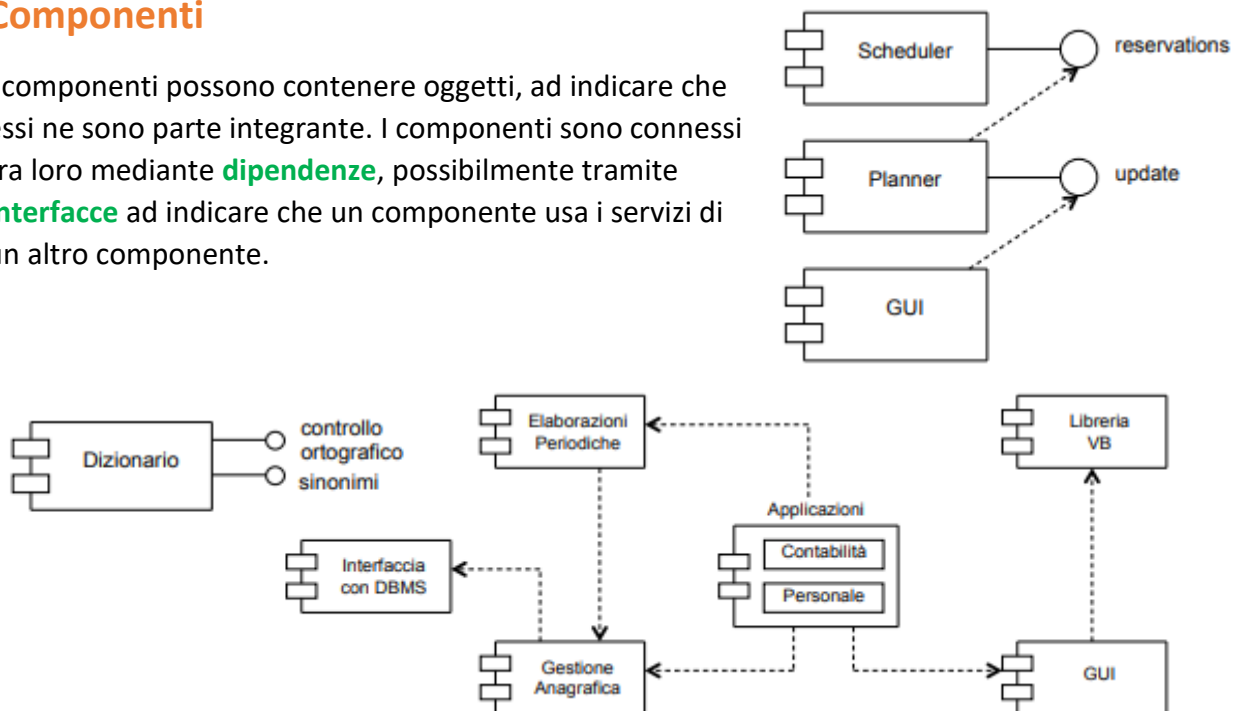 Componenti
componenti possono contenere oggetti, ad indicare che
essi ne sono parte integrante. I componenti sono connessi
tra loro mediante dipendenze, possibilmente tramite
interfacce ad indicare che un componente usa i servizi di
un altro componente.
Scheduler
reservations
Planner
update
GUI
Dizionario
controllo
ortografico
sinonimi
Elaborazioni
Periodiche
Libreria
VB
Applicazioni
Contabilità
Personale
Interfaccia
con DBMS
Gestione
Anagrafica
GUI